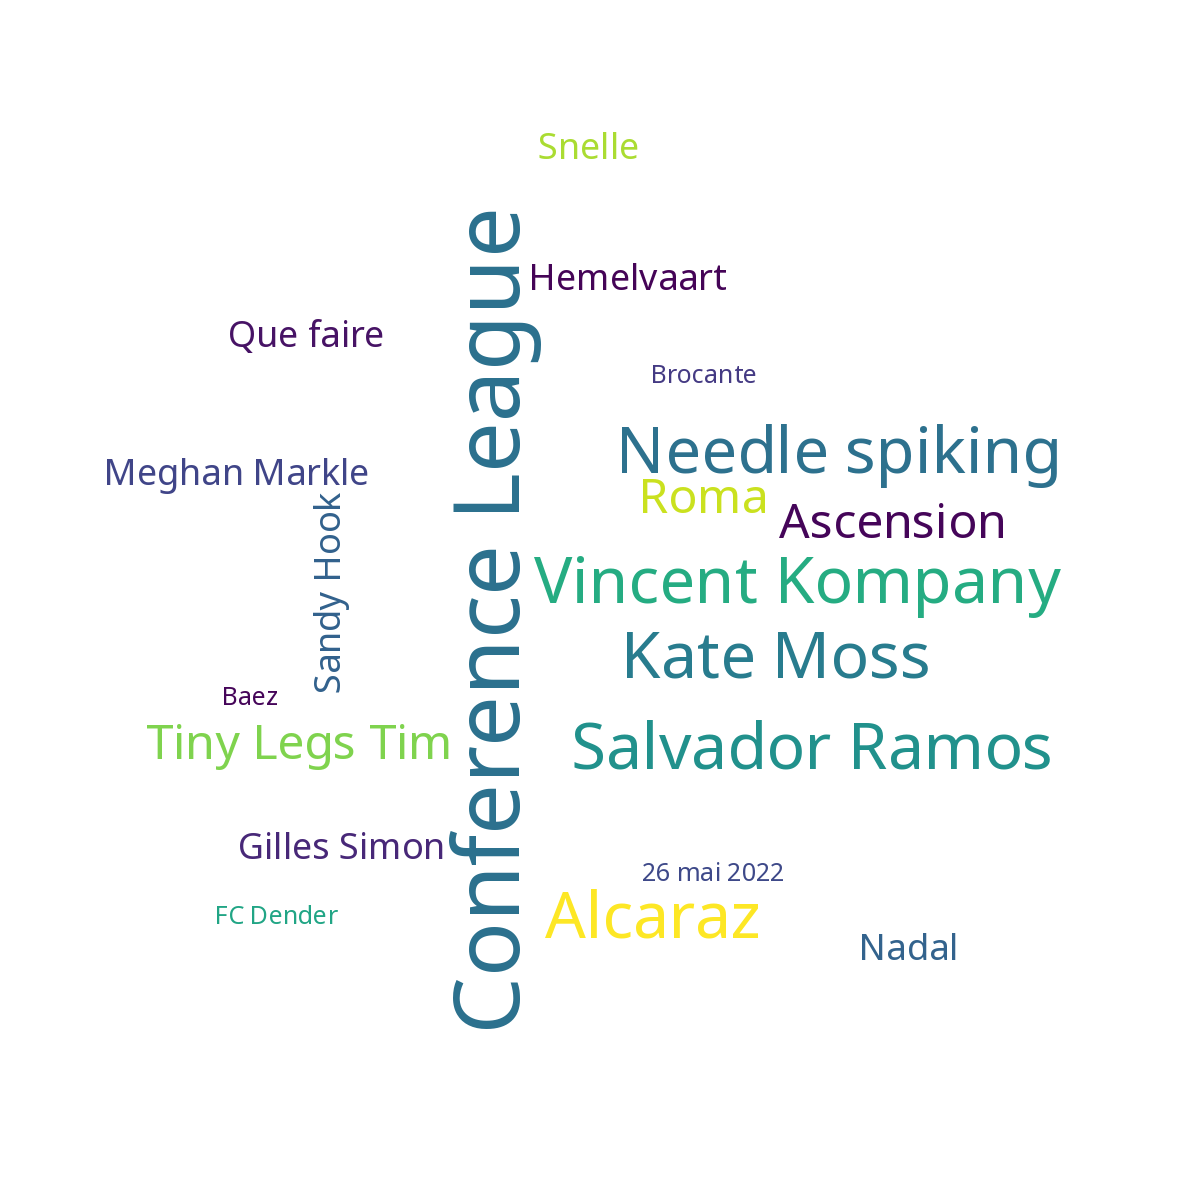 Snelle
Hemelvaart
Que faire
Brocante
Needle spiking
Meghan Markle
Roma
Ascension
Conference League
Sandy Hook
Vincent Kompany
Kate Moss
Baez
Tiny Legs Tim
Salvador Ramos
Gilles Simon
26 mai 2022
FC Dender
Alcaraz
Nadal